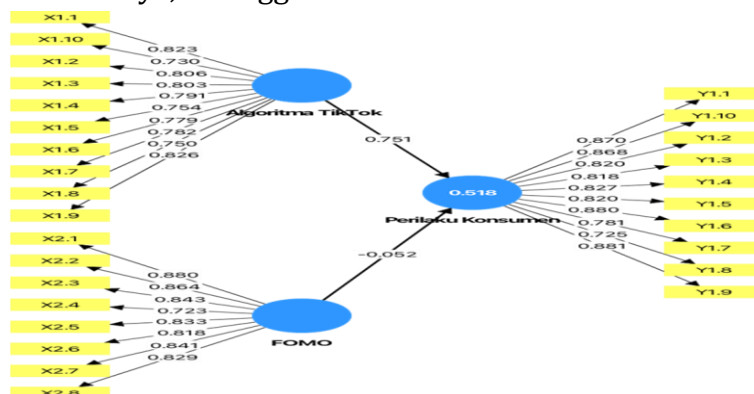 X1.1
X1.10
X1.2
X1.3
X1.4
X1.5
X1.6
X1.7
X1.8
X1.9
0.823
0.730
0.806
0.803
0.791
0.754
0.779
0.782
0.750
0.826
Algoritma TikTok
0.751
X2.1
X2.2
X2.3
X2.4
X2.5
X2.6
X2.7
X2.8
0.880
0.864
0.843
0.723
0.833
0.818
0.841
0.829
FOMO
-0.052
0.518
Perilaku Konsumen
0.870
0.868
0.820
0.818
0.827
0.820
0.880
0.781
0.725
0.881
Y1.1
Y1.10
Y1.2
Y1.3
Y1.4
Y1.5
Y1.6
Y1.7
Y1.8
Y1.9